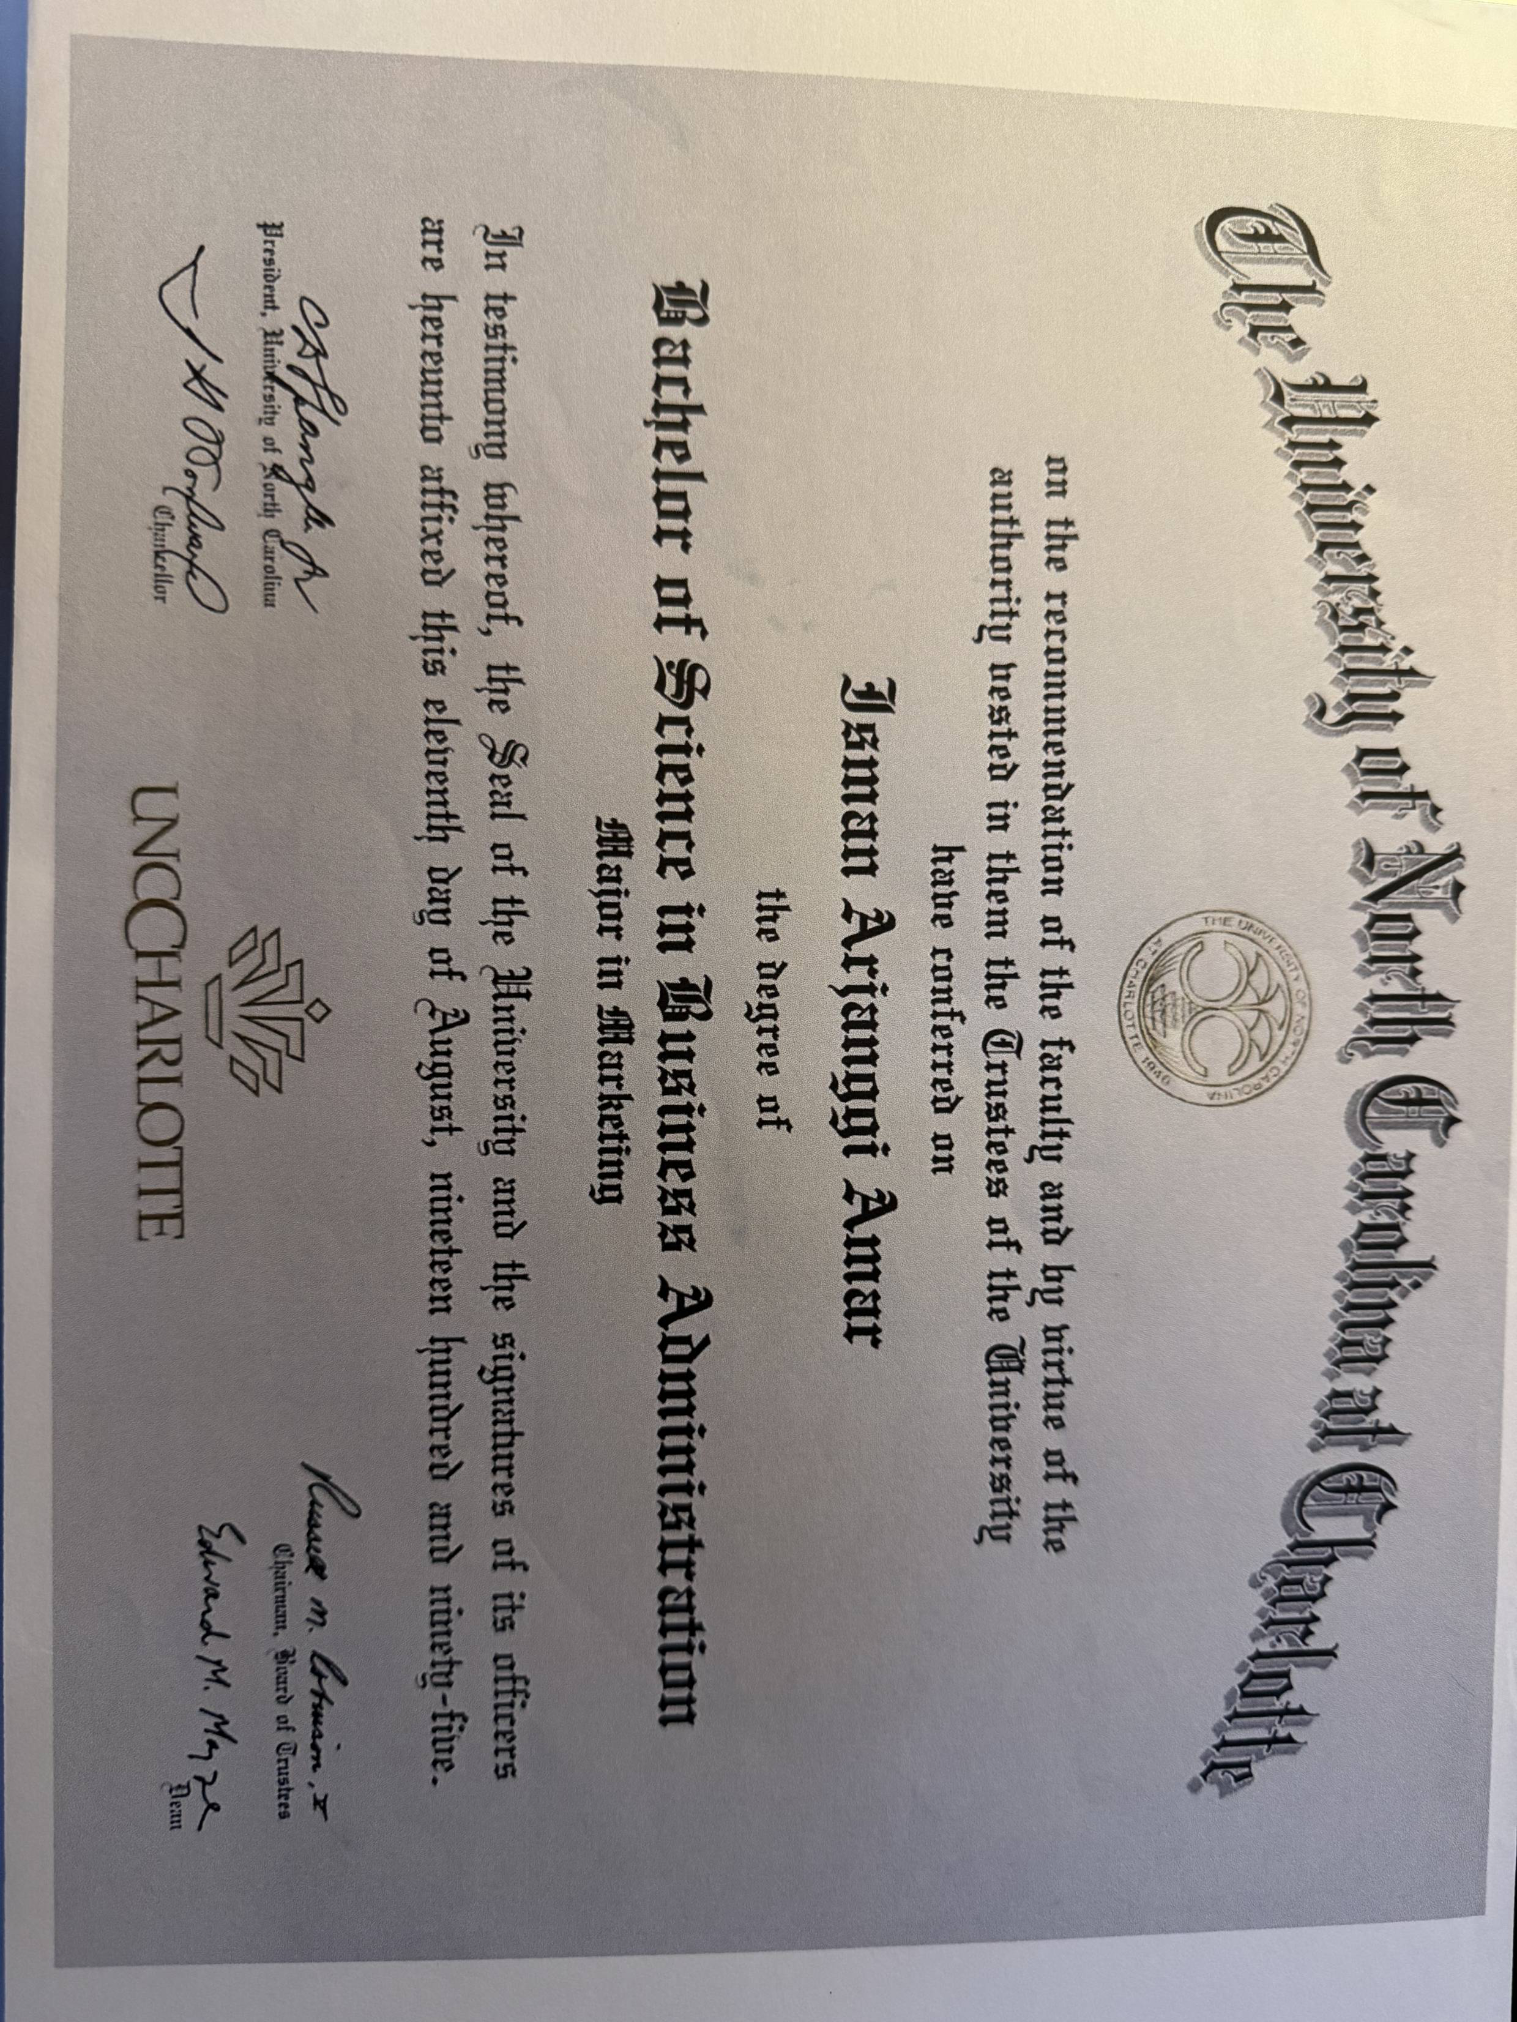 The University of North Carolina at Charlotte
THE UNIVERSITY OF NORTH CAROLINA
AT CHARLOTTE 1946
on the recommendation of the faculty and by virtue of the
authority vested in them the Trustees of the University
have conferred on
Isman Arjanggi Amar
the degree of
Bachelor of Science in Business Administration
Major in Marketing
In testimony whereof, the Seal of the University and the signatures of its officers
are hereunto affixed this eleventh day of August, nineteen hundred and ninety-five.
President, University of North Carolina
Chancellor
UNC CHARLOTTE
Russell M. Robinson, II
Chairman, Board of Trustees
Edward M. Mazze
Dean